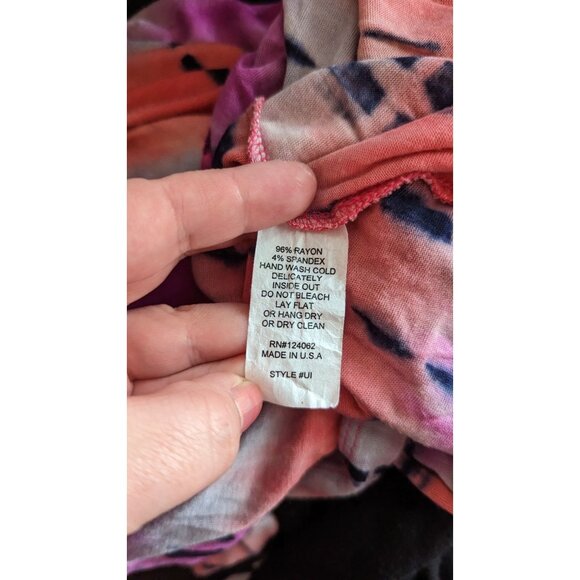 96% RAYON
4% SPANDEX
HAND WASH COLD
DELICATELY
INSIDE OUT
DO NOT BLEACH
LAY FLAT
OR HANG DRY
OR DRY CLEAN
RN#124062
MADE IN U.S.A
STYLE #UI